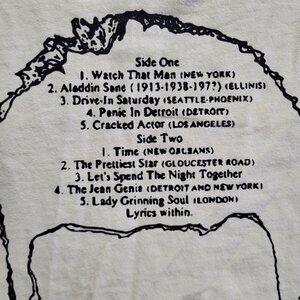 Side One
1. Watch That Man (NEW YORK)
2. Aladdin Sane (1913-1938-197?) (ELLINIS)
3. Drive-In Saturday (SEATTLE-PHOENIX)
4. Panic In Detroit (DETROIT)
5. Cracked Actor (LOS ANGELES)
Side Two
1. Time (NEW ORLEANS)
2. The Prettiest Star (GLOUCESTER ROAD)
3. Let's Spend The Night Together
4. The Jean Genie (DETROIT AND NEW YORK)
5. Lady Grinning Soul (LONDON)
Lyrics within.